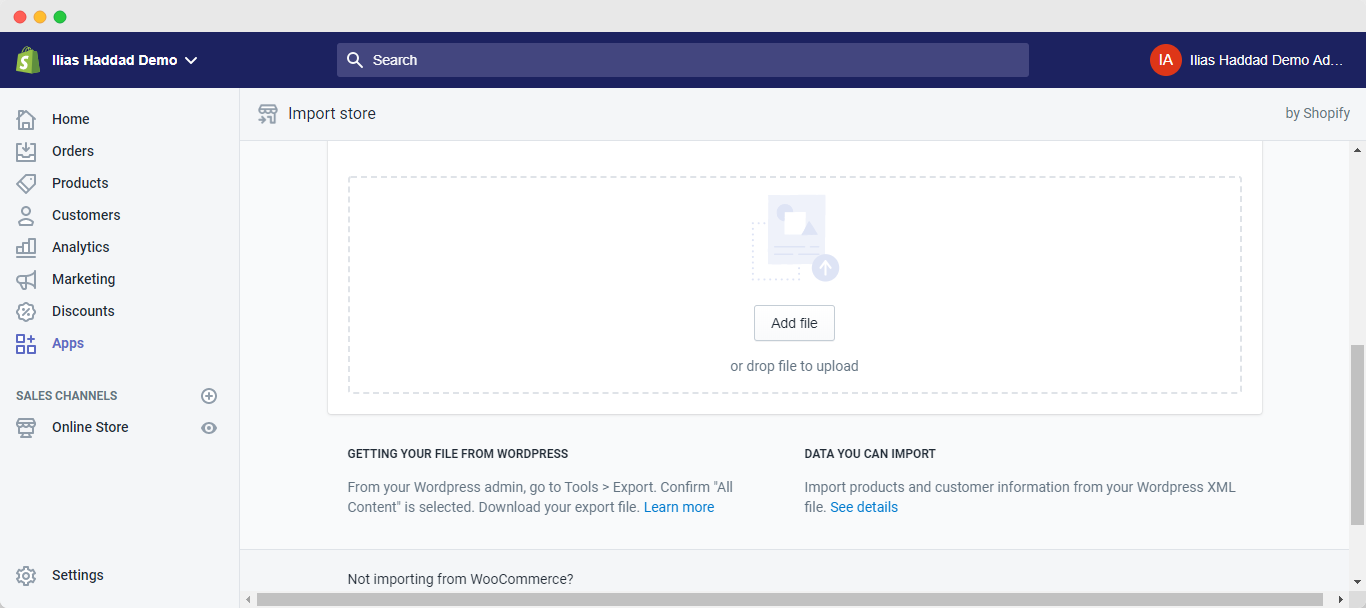 Ilias Haddad Demo
Search
IA
Ilias Haddad Demo Ad...
Home
Orders
Products
Customers
Analytics
Marketing
Discounts
Apps
SALES CHANNELS
Online Store
Settings
Import store
by Shopify
Add file
or drop file to upload
GETTING YOUR FILE FROM WORDPRESS
From your Wordpress admin, go to Tools > Export. Confirm "All
Content" is selected. Download your export file. Learn more
DATA YOU CAN IMPORT
Import products and customer information from your Wordpress XML
file. See details
Not importing from WooCommerce?